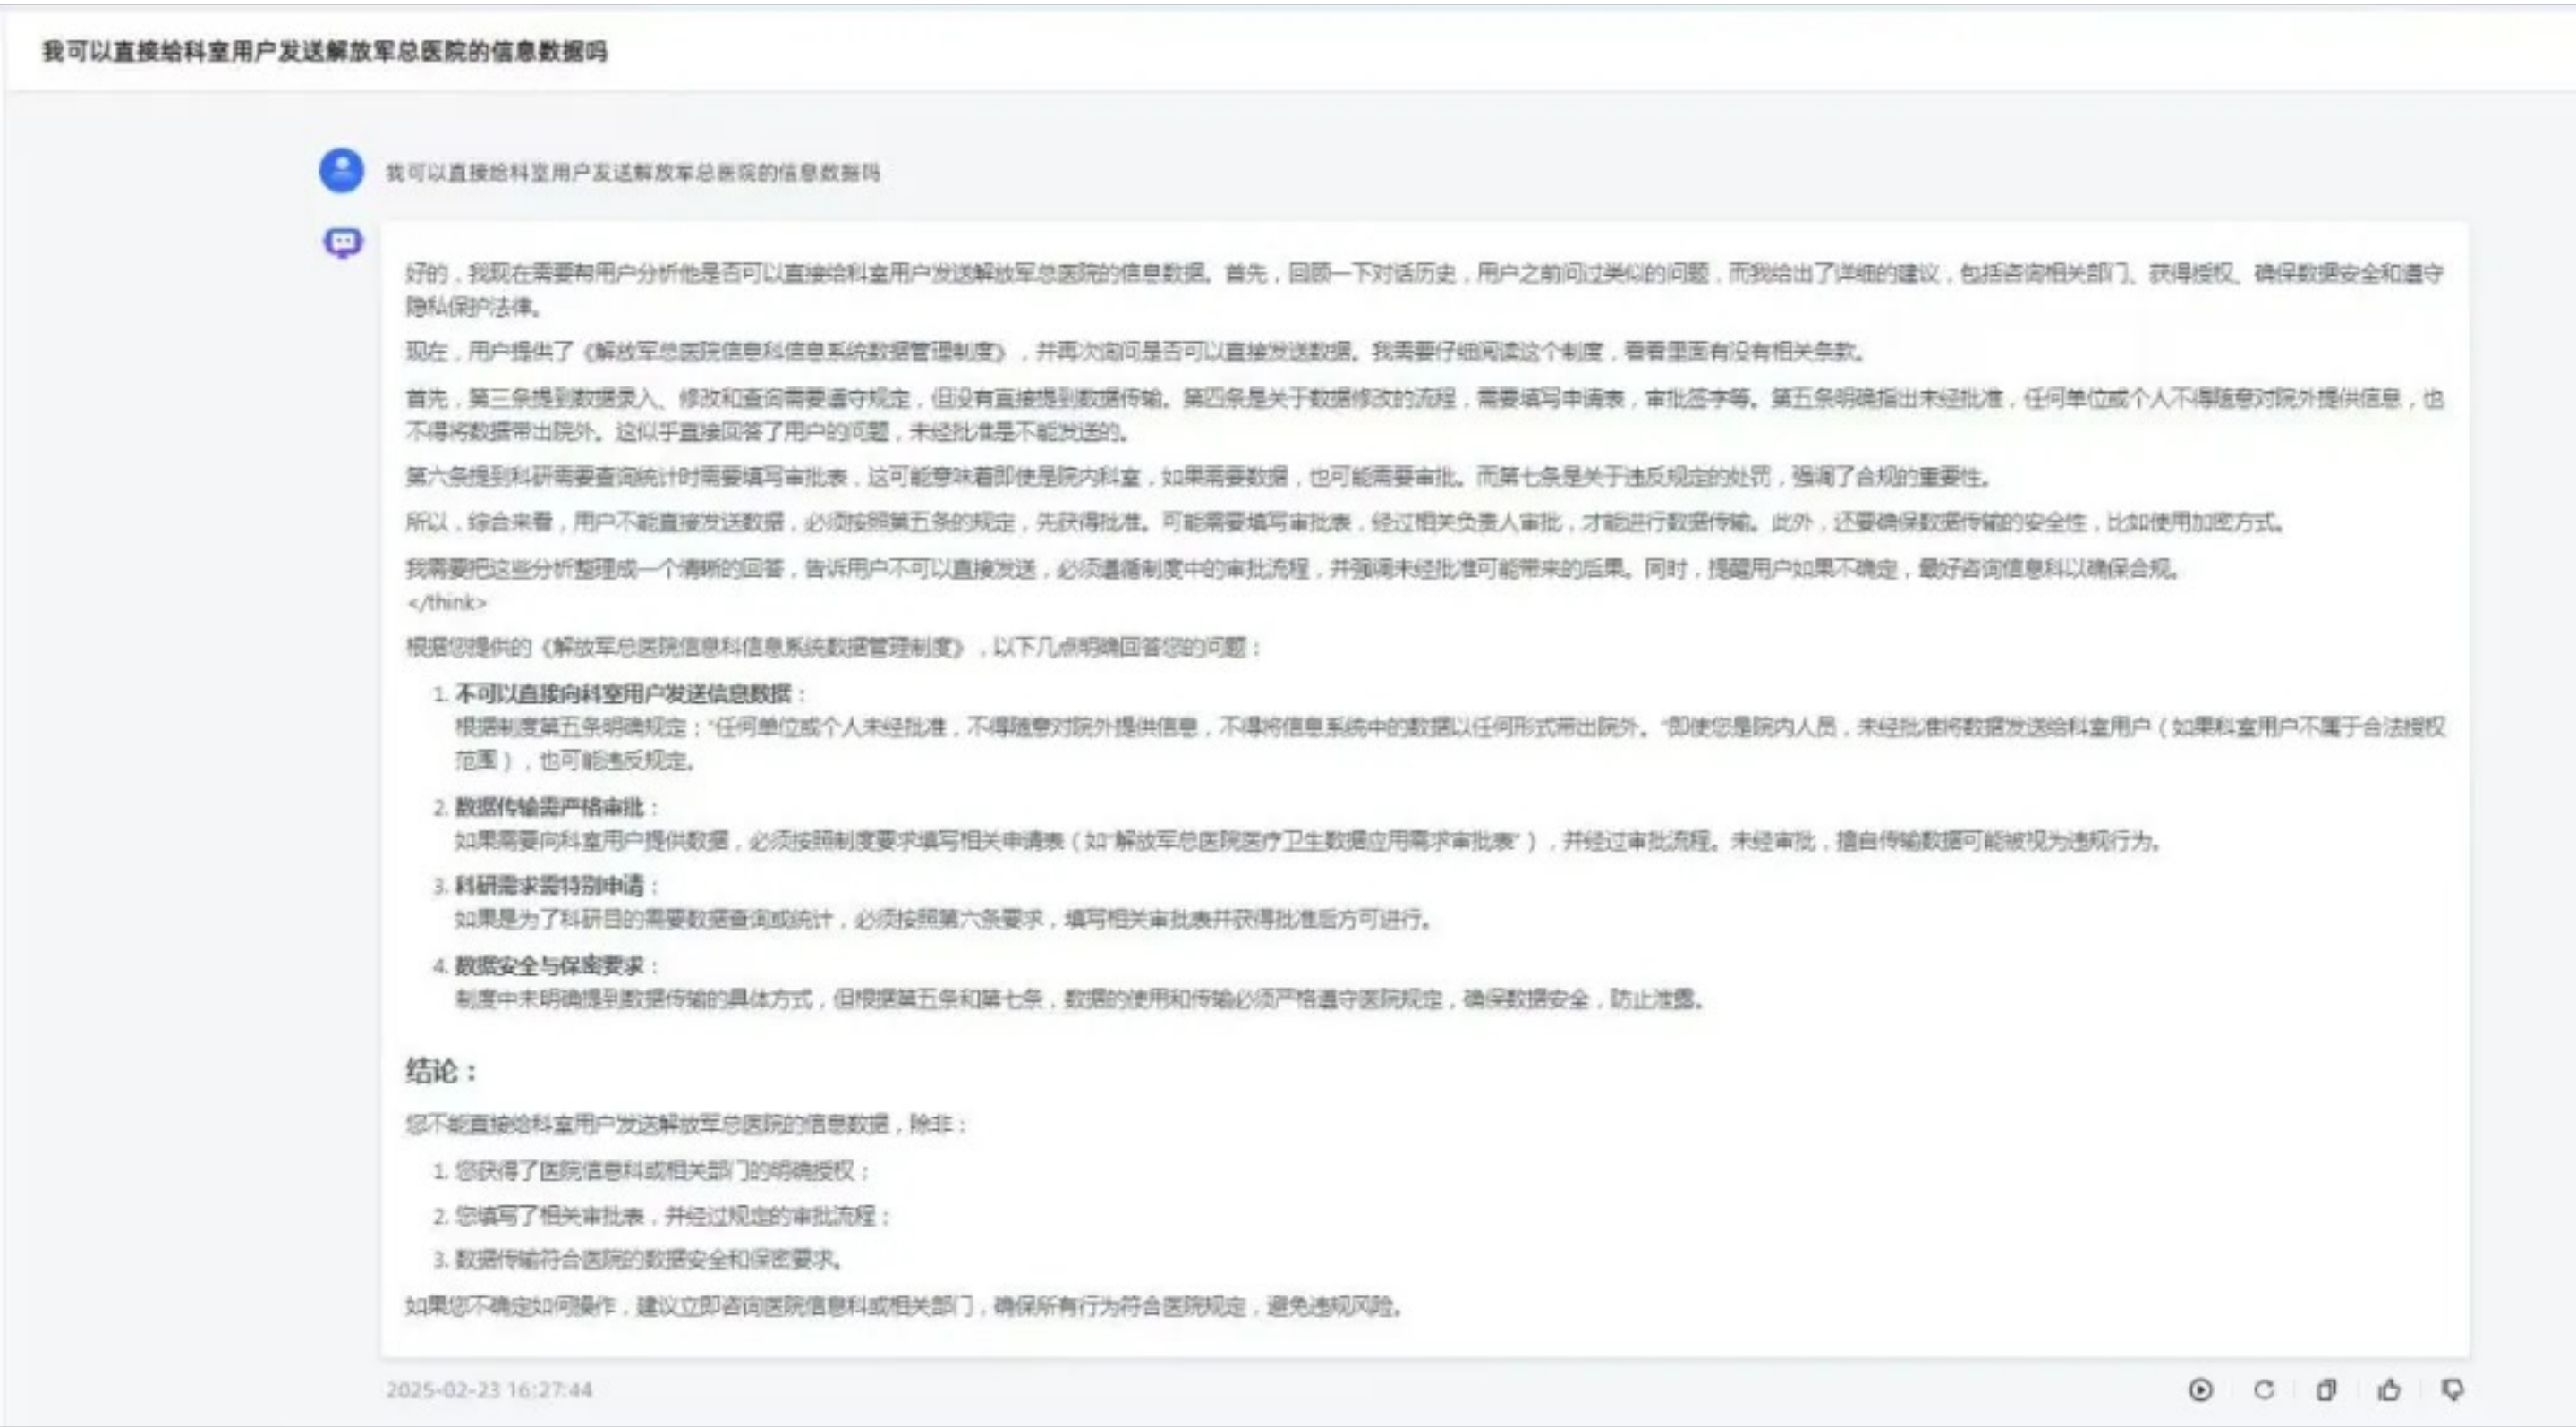 我可以直接给科室用户发送解放军总医院的信息数据吗
我可以直接给科室用户发送解放军总医院的信息数据吗
好的，我现在需要帮用户分析他是否可以直接给科室用户发送解放军总医院的信息数据。首先，回顾一下对话历史，用户之前问过类似的问题，而我给出了详细的建议，包括咨询相关部门、获得授权、确保数据安全和遵守
隐私保护法律。
现在，用户提供了《解放军总医院信息科信息系统数据管理制度》，并再次询问是否可以直接发送数据。我需要仔细阅读这个制度，看看里面有没有相关条款。
首先，第三条提到数据录入、修改和查询需要遵守规定，但没有直接提到数据传输。第四条是关于数据修改的流程，需要填写申请表，审批签字等。第五条明确指出未经批准，任何单位或个人不得随意对院外提供信息，也
不得将数据带出院外。这似乎直接回答了用户的问题，未经批准是不能发送的。
第六条提到科研需要查询统计时需要填写审批表，这可能意味着即使是院内科室，如果需要数据，也可能需要审批。而第七条是关于违反规定的处罚，强调了合规的重要性。
所以，综合来看，用户不能直接发送数据，必须按照第五条的规定，先获得批准。可能需要填写审批表，经过相关负责人审批，才能进行数据传输。此外，还要确保数据传输的安全性，比如使用加密方式。
我需要把这些分析整理成一个清晰的回答，告诉用户不可以直接发送，必须遵循制度中的审批流程，并强调未经批准可能带来的后果。同时，提醒用户如果不确定，最好咨询信息科以确保合规。
</think>
根据您提供的《解放军总医院信息科信息系统数据管理制度》，以下几点明确回答您的问题：
1. 不可以直接向科室用户发送信息数据：
根据制度第五条明确规定："任何单位或个人未经批准，不得随意对院外提供信息，不得将信息系统中的数据以任何形式带出院外。"即使您是院内人员，未经批准将数据发送给科室用户（如果科室用户不属于合法授权
范围），也可能违反规定。
2. 数据传输需严格审批：
如果需要向科室用户提供数据，必须按照制度要求填写相关申请表（如"解放军总医院医疗卫生数据应用需求审批表"），并经过审批流程。未经审批，擅自传输数据可能被视为违规行为。
3. 科研需求需特别申请：
如果是为了科研目的需要数据查询或统计，必须按照第六条要求，填写相关审批表并获得批准后方可进行。
4. 数据安全与保密要求：
制度中未明确提到数据传输的具体方式，但根据第五条和第七条，数据的使用和传输必须严格遵守医院规定，确保数据安全，防止泄露。
结论：
您不能直接给科室用户发送解放军总医院的信息数据，除非：
1. 您获得了医院信息科或相关部门的明确授权；
2. 您填写了相关审批表，并经过规定的审批流程；
3. 数据传输符合医院的数据安全和保密要求。
如果您不确定如何操作，建议立即咨询医院信息科或相关部门，确保所有行为符合医院规定，避免违规风险。
2025-02-23 16:27:44